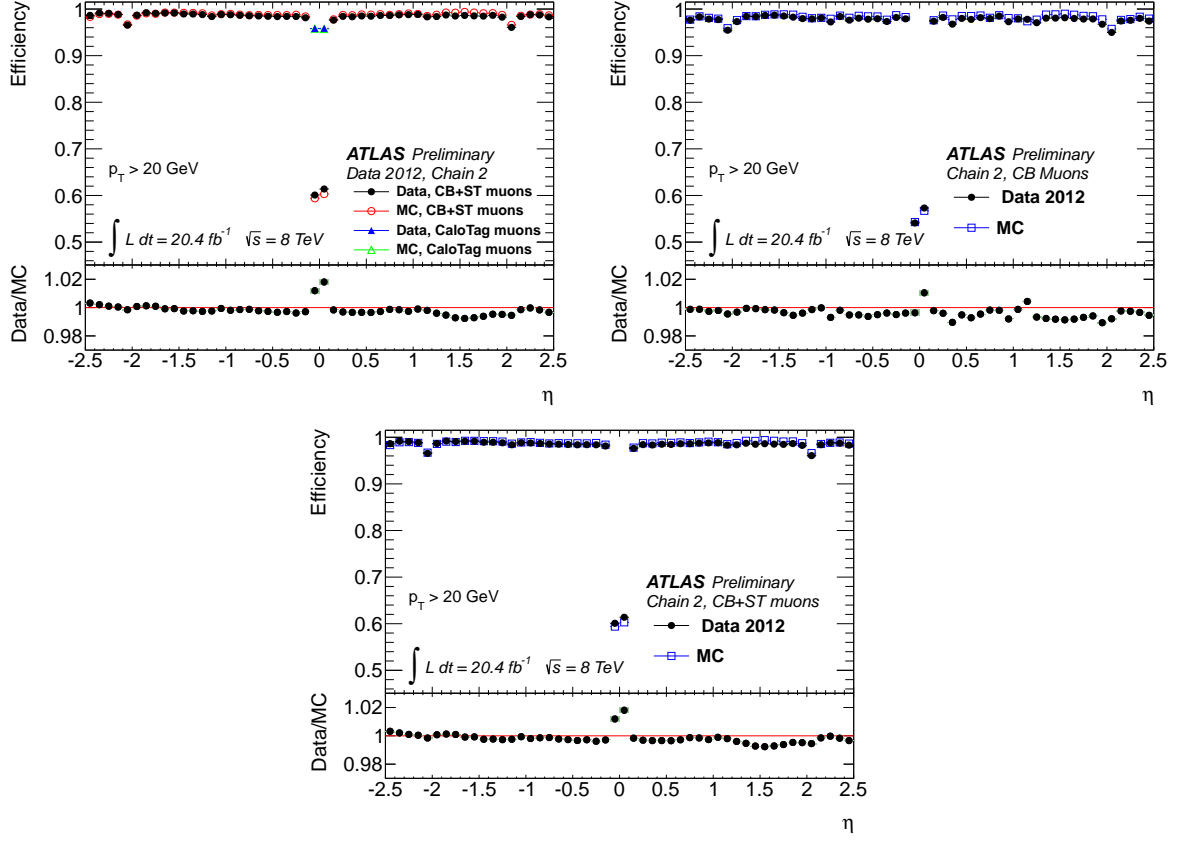 Efficiency
1
0.9
0.8
0.7
0.6
0.5
ATLAS Preliminary
Data 2012, Chain 2
p_T > 20 GeV
Data, CB+ST muons
MC, CB+ST muons
Data, CaloTag muons
MC, CaloTag muons
∫ L dt = 20.4 fb⁻¹ √s = 8 TeV
Data/MC
1.02
1
0.98
-2.5 -2 -1.5 -1 -0.5 0 0.5 1 1.5 2 2.5
η
Efficiency
1
0.9
0.8
0.7
0.6
0.5
ATLAS Preliminary
Chain 2, CB Muons
p_T > 20 GeV
Data 2012
MC
∫ L dt = 20.4 fb⁻¹ √s = 8 TeV
Data/MC
1.02
1
0.98
-2.5 -2 -1.5 -1 -0.5 0 0.5 1 1.5 2 2.5
η
Efficiency
1
0.9
0.8
0.7
0.6
0.5
ATLAS Preliminary
Chain 2, CB+ST muons
p_T > 20 GeV
Data 2012
MC
∫ L dt = 20.4 fb⁻¹ √s = 8 TeV
Data/MC
1.02
1
0.98
-2.5 -2 -1.5 -1 -0.5 0 0.5 1 1.5 2 2.5
η